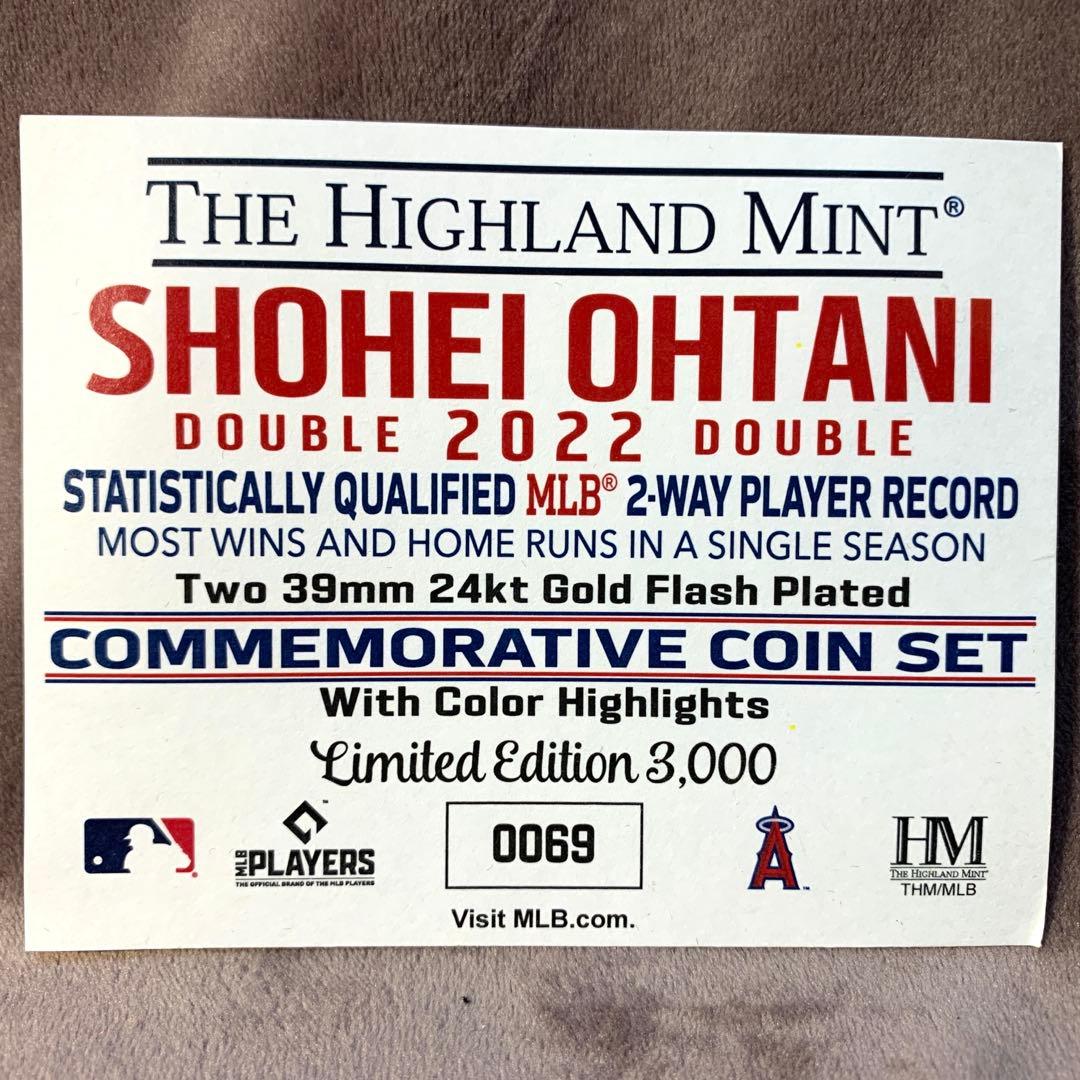 THE HIGHLAND MINT®
SHOHEI OHTANI
DOUBLE 2022 DOUBLE
STATISTICALLY QUALIFIED MLB® 2-WAY PLAYER RECORD
MOST WINS AND HOME RUNS IN A SINGLE SEASON
Two 39mm 24kt Gold Flash Plated
COMMEMORATIVE COIN SET
With Color Highlights
Limited Edition 3,000
MLB PLAYERS™
THE OFFICIAL BRAND OF THE MLB PLAYERS
0069
A™
HM
THE HIGHLAND MINT®
THM/MLB
Visit MLB.com.